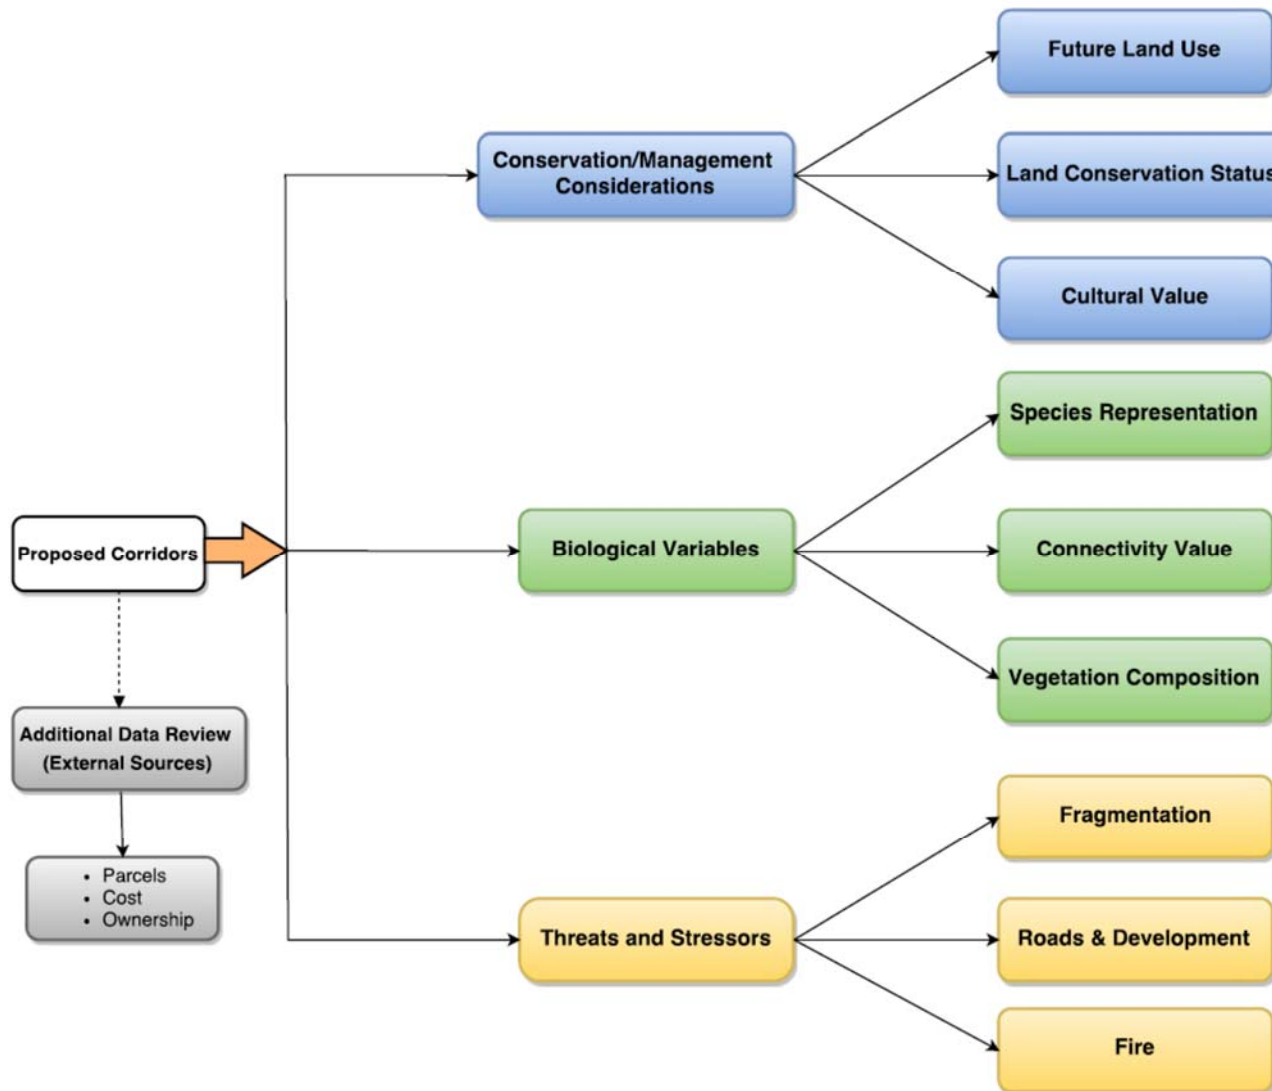 Future Land Use
Conservation/Management
Considerations
Land Conservation Status
Cultural Value
Species Representation
Proposed Corridors
Biological Variables
Connectivity Value
Vegetation Composition
Additional Data Review
(External Sources)
• Parcels
• Cost
• Ownership
Fragmentation
Threats and Stressors
Roads & Development
Fire